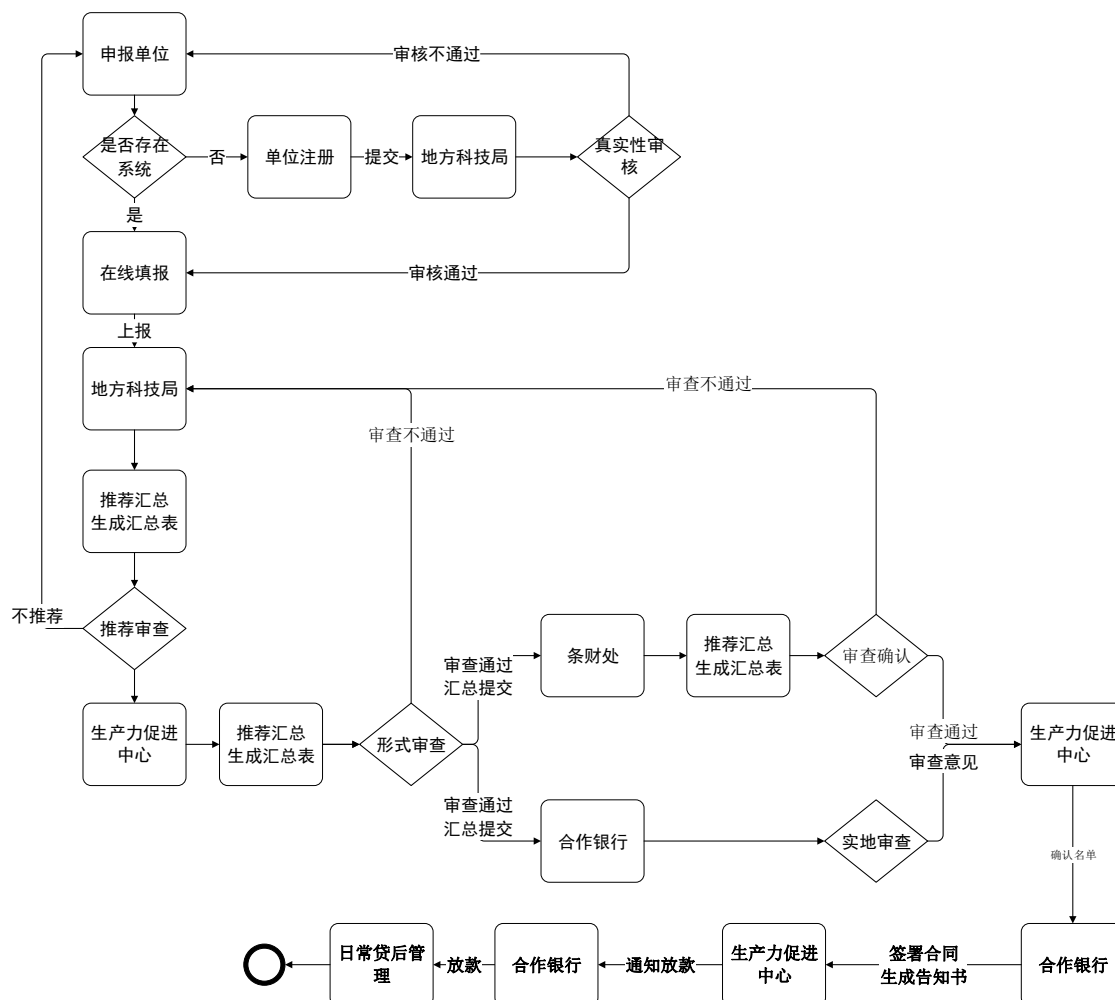 申报单位
审核不通过
是否存在
系统
否
单位注册
提交
地方科技局
真实性审
核
是
在线填报
审核通过
上报
地方科技局
审查不通过
审查不通过
推荐汇总
生成汇总表
不推荐
推荐审查
审查通过
汇总提交
条财处
推荐汇总
生成汇总表
审查确认
生产力促进
中心
推荐汇总
生成汇总表
形式审查
审查通过
审查意见
生产力促进
中心
审查通过
汇总提交
合作银行
实地审查
确认名单
日常贷后管
理
放款
合作银行
通知放款
生产力促进
中心
签署合同
生成告知书
合作银行